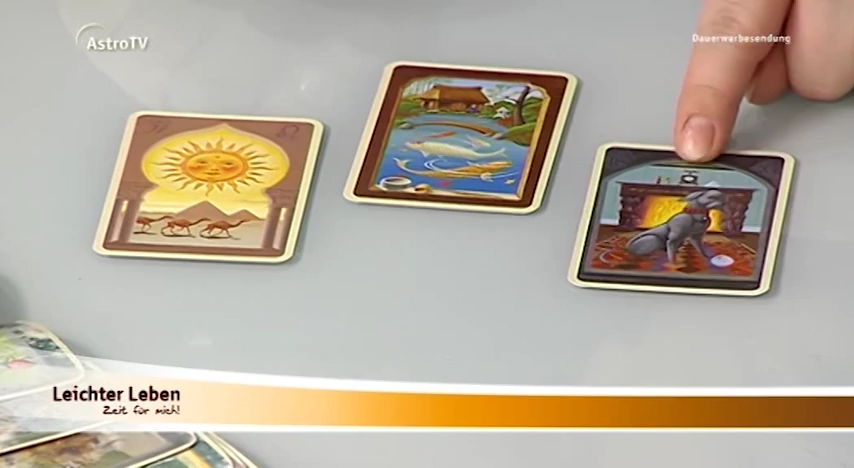 AstroTV
Dauerwerbesendung
Leichter Leben
Zeit für mich!